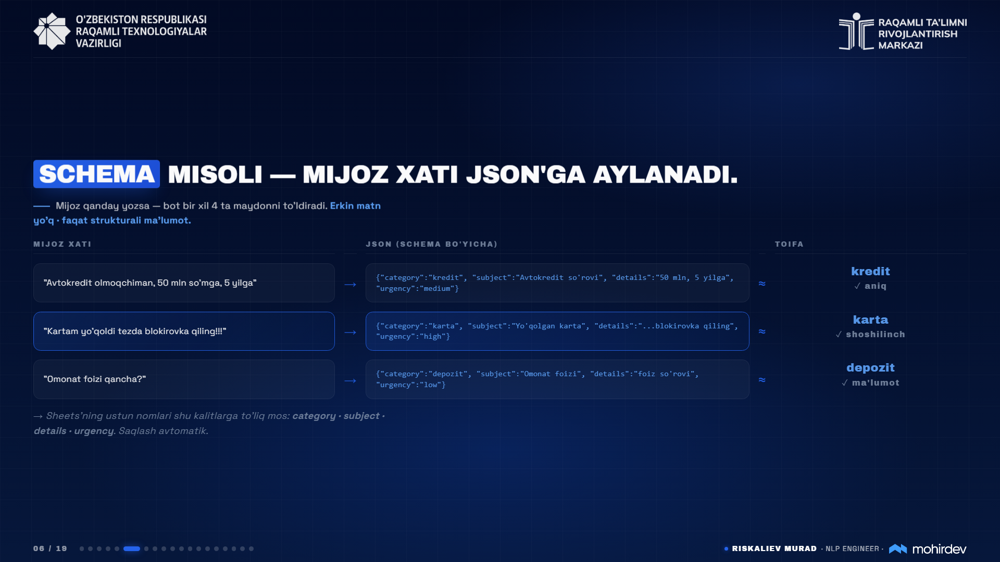 O'ZBEKISTON RESPUBLIKASI
RAQAMLI TEXNOLOGIYALAR
VAZIRLIGI
RAQAMLI TA'LIMNI
RIVOJLANTIRISH
MARKAZI
SCHEMA MISOLI — MIJOZ XATI JSON'GA AYLANADI.
Mijoz qanday yozsa — bot bir xil 4 ta maydonni to'ldiradi. Erkin matn
yo'q · faqat strukturali ma'lumot.
MIJOZ XATI
JSON (SCHEMA BO'YICHA)
TOIFA
"Avtokredit olmoqchiman, 50 mln so'mga, 5 yilga"
→
{"category":"kredit", "subject":"Avtokredit so'rovi", "details":"50 mln, 5 yilga",
"urgency":"medium"}
≈
kredit
✓ aniq
"Kartam yo'qoldi tezda blokirovka qiling!!!"
→
{"category":"karta", "subject":"Yo'qolgan karta", "details":"...blokirovka qiling",
"urgency":"high"}
≈
karta
✓ shoshilinch
"Omonat foizi qancha?"
→
{"category":"depozit", "subject":"Omonat foizi", "details":"foiz so'rovi",
"urgency":"low"}
≈
depozit
✓ ma'lumot
→ Sheets'ning ustun nomlari shu kalitlarga to'liq mos: category · subject ·
details · urgency. Saqlash avtomatik.
06 / 19
RISKALIEV MURAD · NLP ENGINEER ·
mohirdev